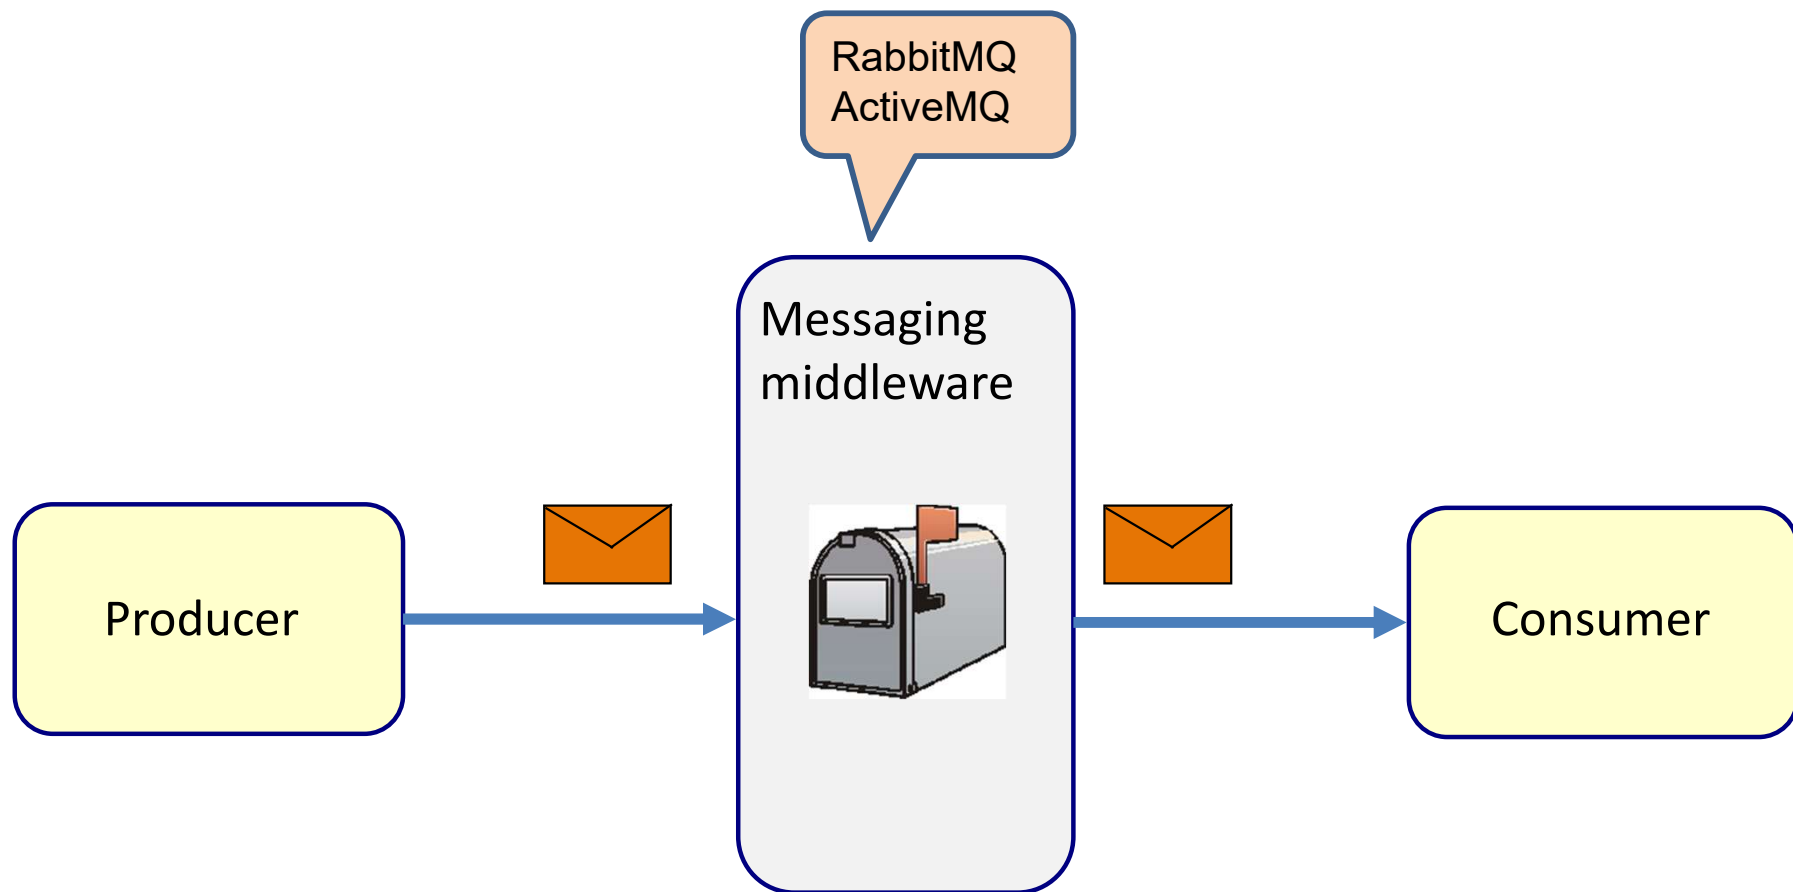 RabbitMQ
ActiveMQ
Messaging
middleware
Producer
Consumer